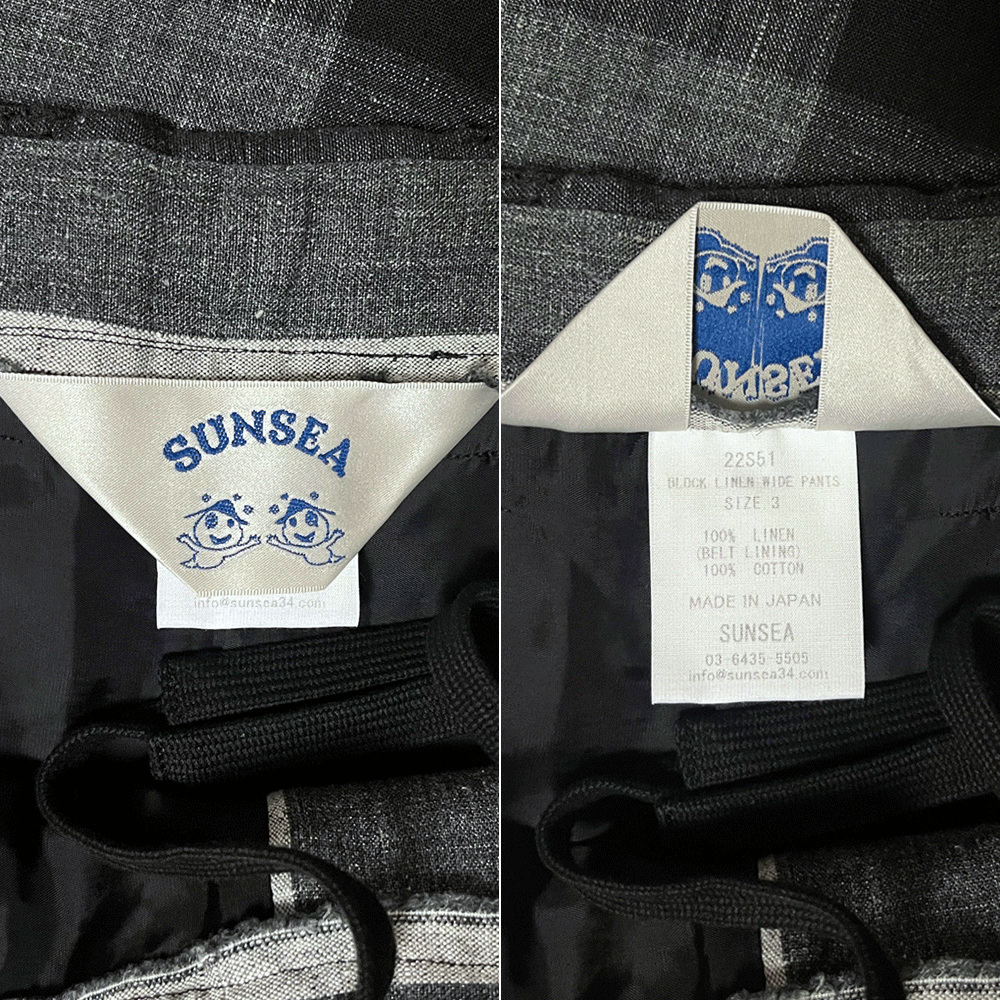 SUNSEA
info@sunsea34.com
22S51
BLOCK LINEN WIDE PANTS
SIZE 3
100% LINEN
(BELT LINING)
100% COTTON
MADE IN JAPAN
SUNSEA
03-6435-5505
info@sunsea34.com